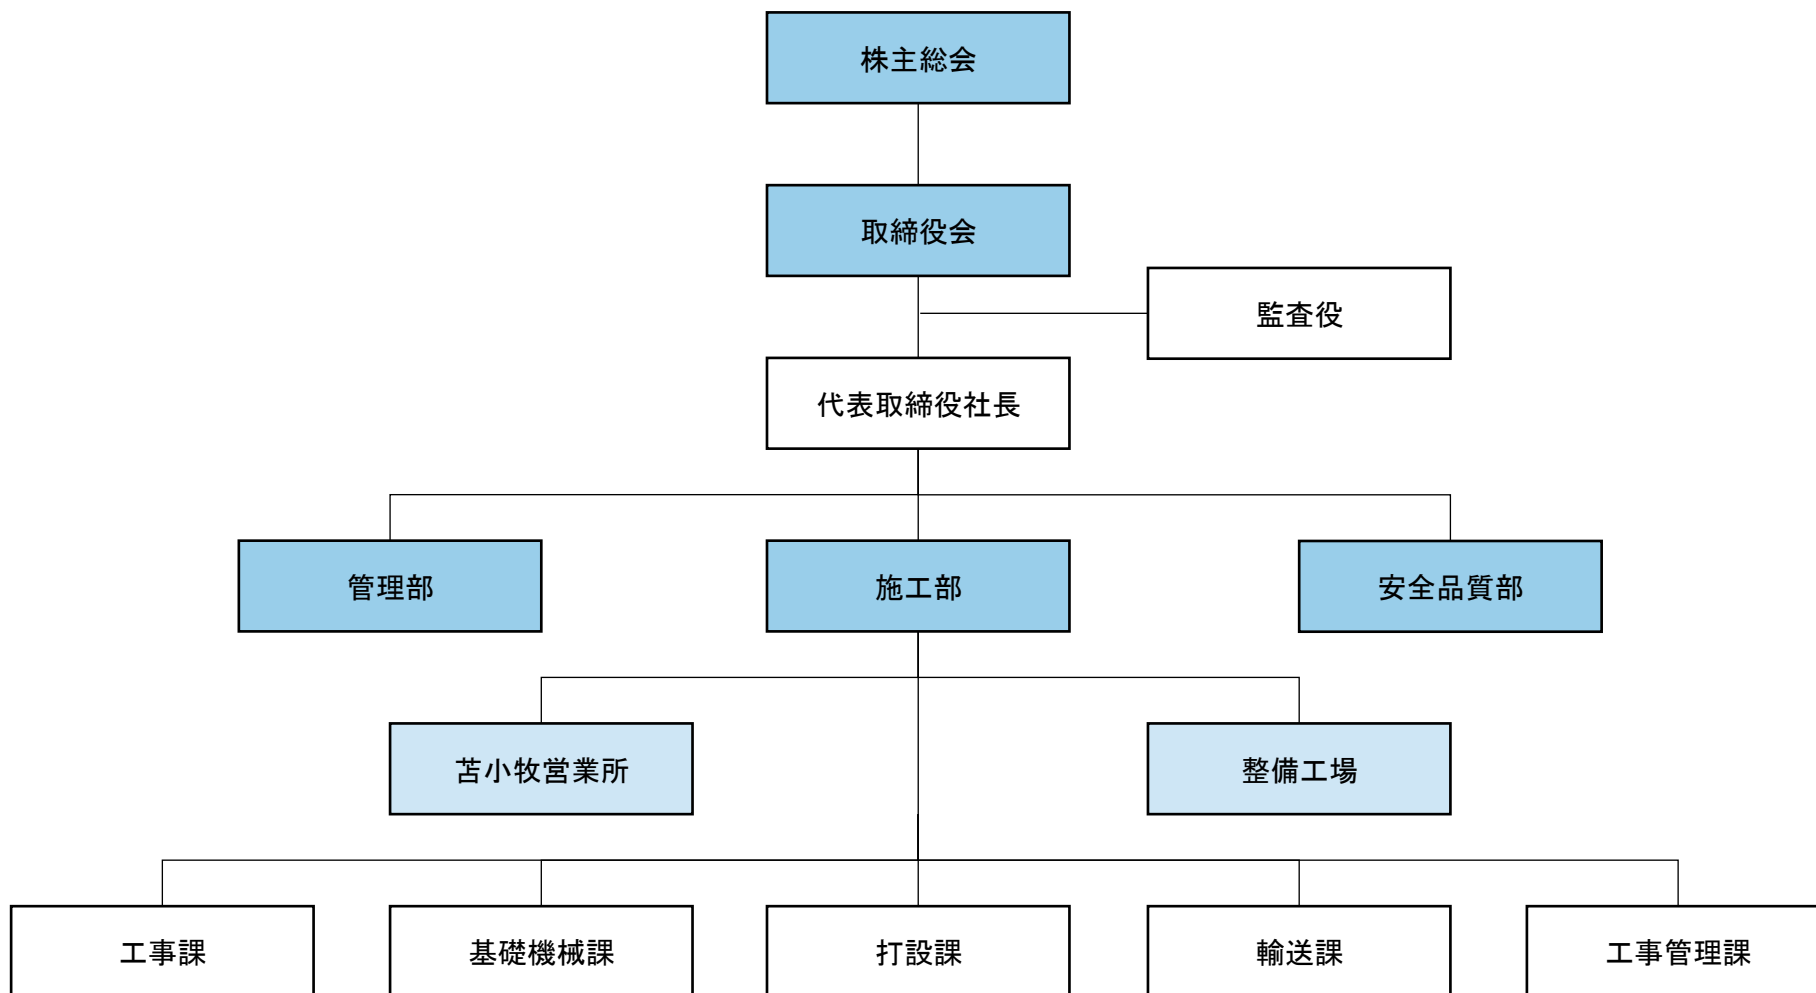 株主総会
取締役会
監査役
代表取締役社長
管理部
施工部
安全品質部
苫小牧営業所
整備工場
工事課
基礎機械課
打設課
輸送課
工事管理課